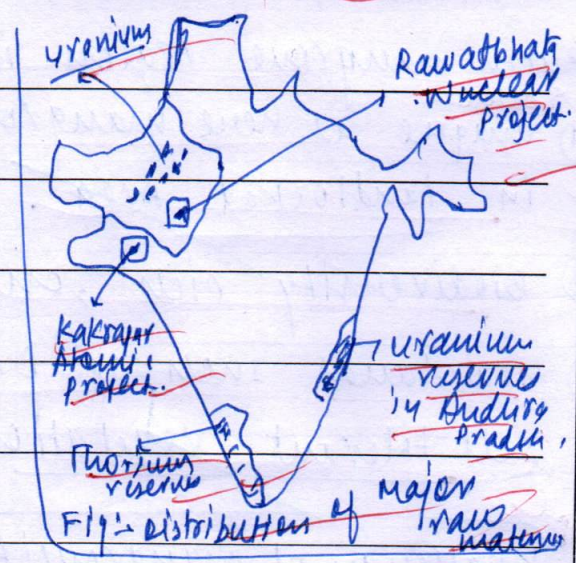 Uranium
Rawatbhata
Nuclear
Project.
Kakrapar
Atomic
project.
Uranium
reserves
in Andhra
Pradesh.
Thorium
reserves
Fig:- Distribution of Major
raw
materials